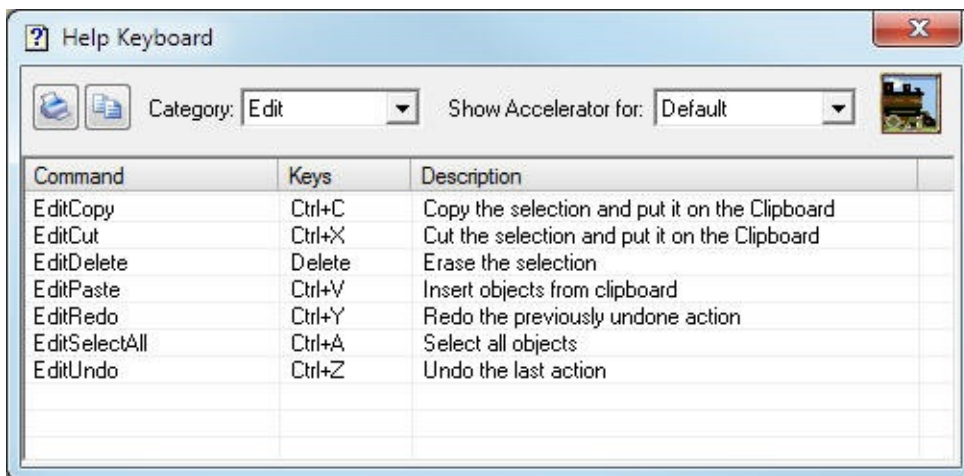 Help Keyboard
Category: Edit Show Accelerator for: Default
Command Keys Description
EditCopy Ctrl+C Copy the selection and put it on the Clipboard
EditCut Ctrl+X Cut the selection and put it on the Clipboard
EditDelete Delete Erase the selection
EditPaste Ctrl+V Insert objects from clipboard
EditRedo Ctrl+Y Redo the previously undone action
EditSelectAll Ctrl+A Select all objects
EditUndo Ctrl+Z Undo the last action